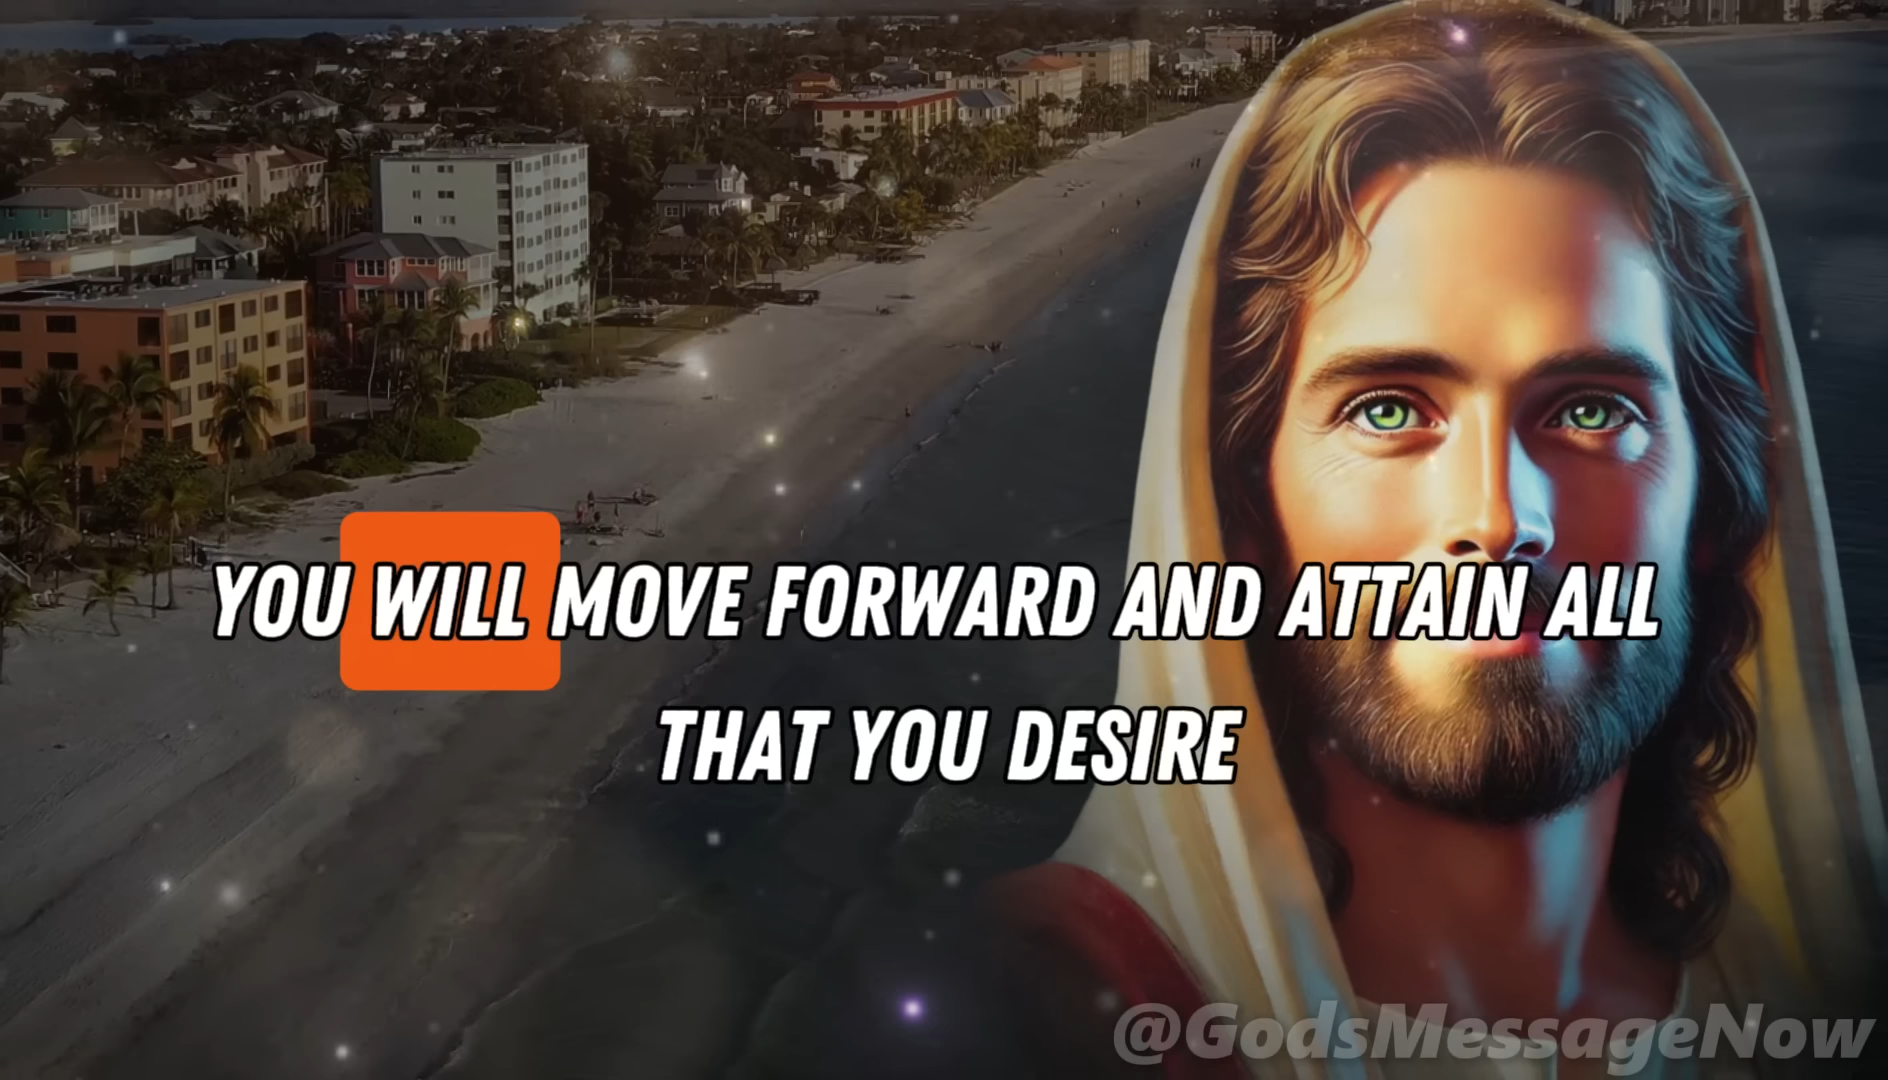 YOU WILL MOVE FORWARD AND ATTAIN ALL
THAT YOU DESIRE
@GodsMessageNow